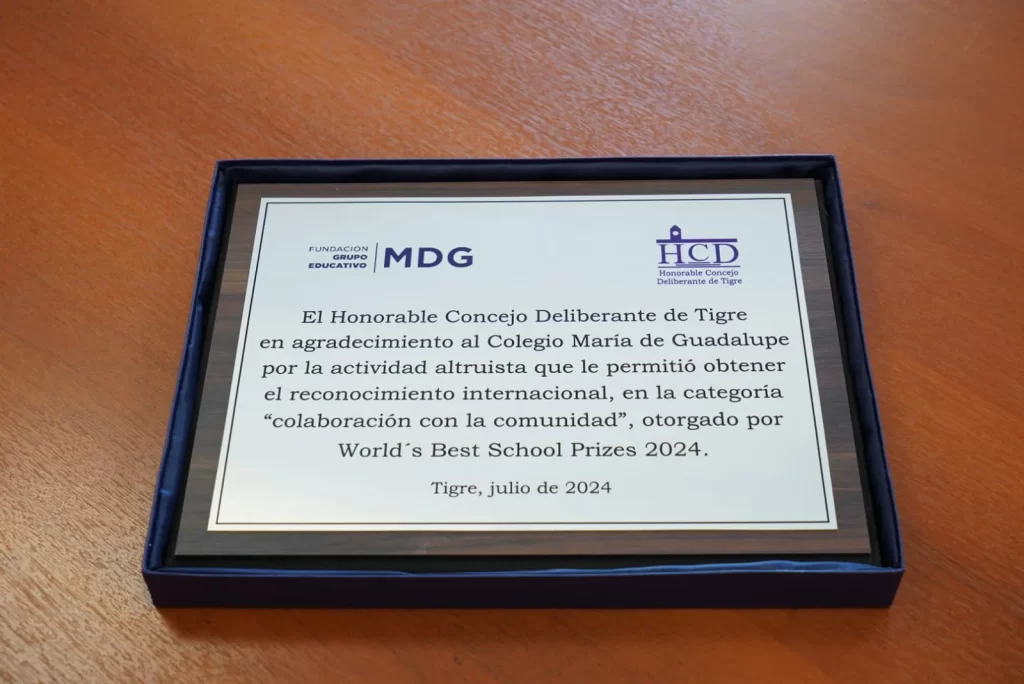 FUNDACIÓN
GRUPO
EDUCATIVO
MDG
HCD
Honorable Concejo
Deliberante de Tigre
El Honorable Concejo Deliberante de Tigre
en agradecimiento al Colegio María de Guadalupe
por la actividad altruista que le permitió obtener
el reconocimiento internacional, en la categoría
“colaboración con la comunidad”, otorgado por
World´s Best School Prizes 2024.
Tigre, julio de 2024